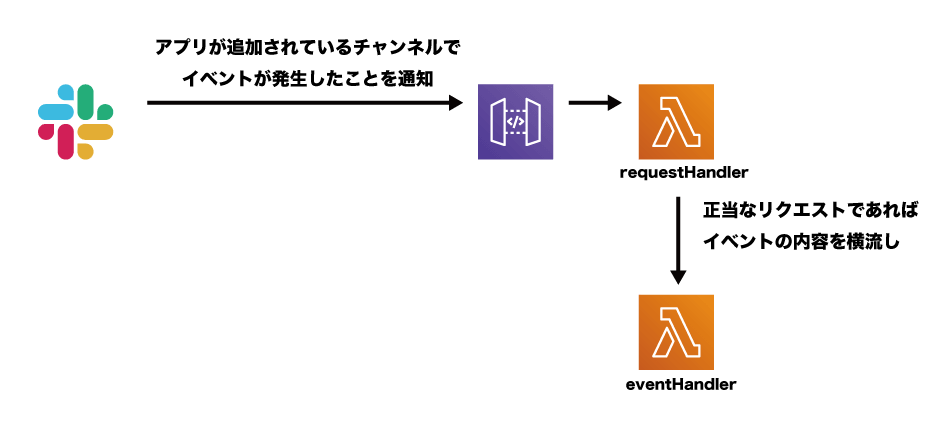 アプリが追加されているチャンネルで
イベントが発生したことを通知
requestHandler
正当なリクエストであれば
イベントの内容を横流し
eventHandler